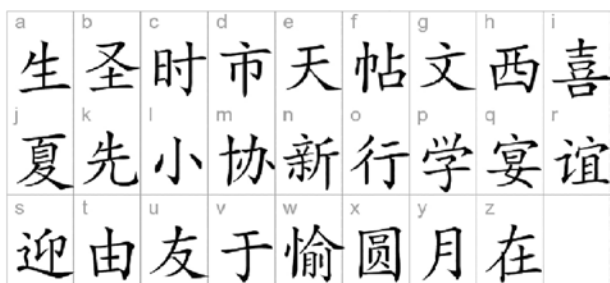 a b c d e f g h i
生 圣 时 市 天 帖 文 西 喜
j k l m n o p q r
夏 先 小 协 新 行 学 宴 谊
s t u v w x y z
迎 由 友 于 愉 圆 月 在